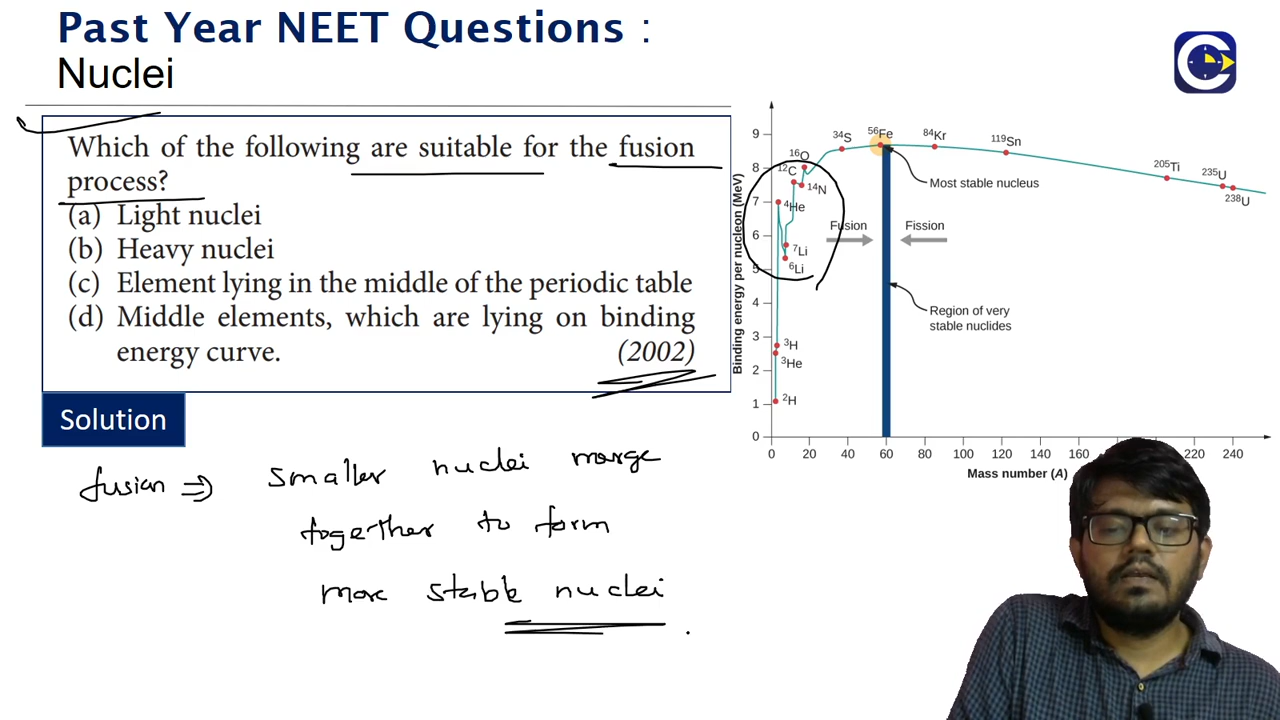 Past Year NEET Questions :
Nuclei
Which of the following are suitable for the fusion
process?
(a) Light nuclei
(b) Heavy nuclei
(c) Element lying in the middle of the periodic table
(d) Middle elements, which are lying on binding
energy curve. (2002)
Solution
fusion ⇒ smaller nuclei marge
together to form
more stable nuclei.
Binding energy per nucleon (MeV)
9
8
7
6
5
4
3
2
1
0
³⁴S
⁵⁶Fe
⁸⁴Kr
¹¹⁹Sn
¹⁶O
¹²C
¹⁴N
²⁰⁵Ti
²³⁵U
²³⁸U
Most stable nucleus
⁴He
Fusion
Fission
⁷Li
⁶Li
Region of very
stable nuclides
³H
³He
²H
0 20 40 60 80 100 120 140 160 220 240
Mass number (A)